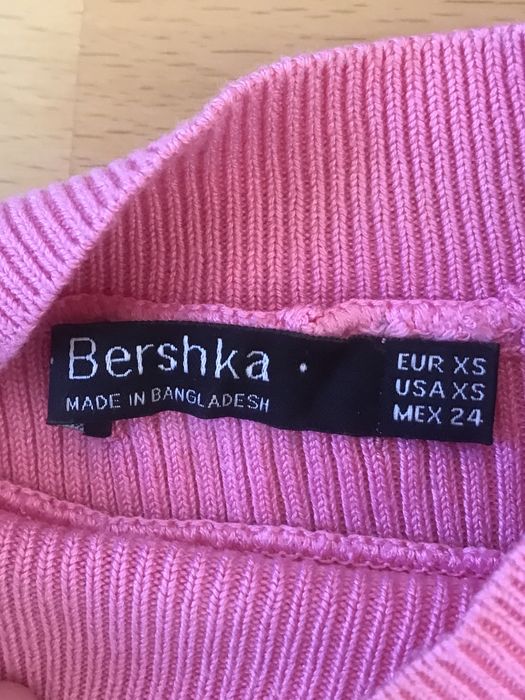 Bershka
MADE IN BANGLADESH
EUR XS
USA XS
MEX 24